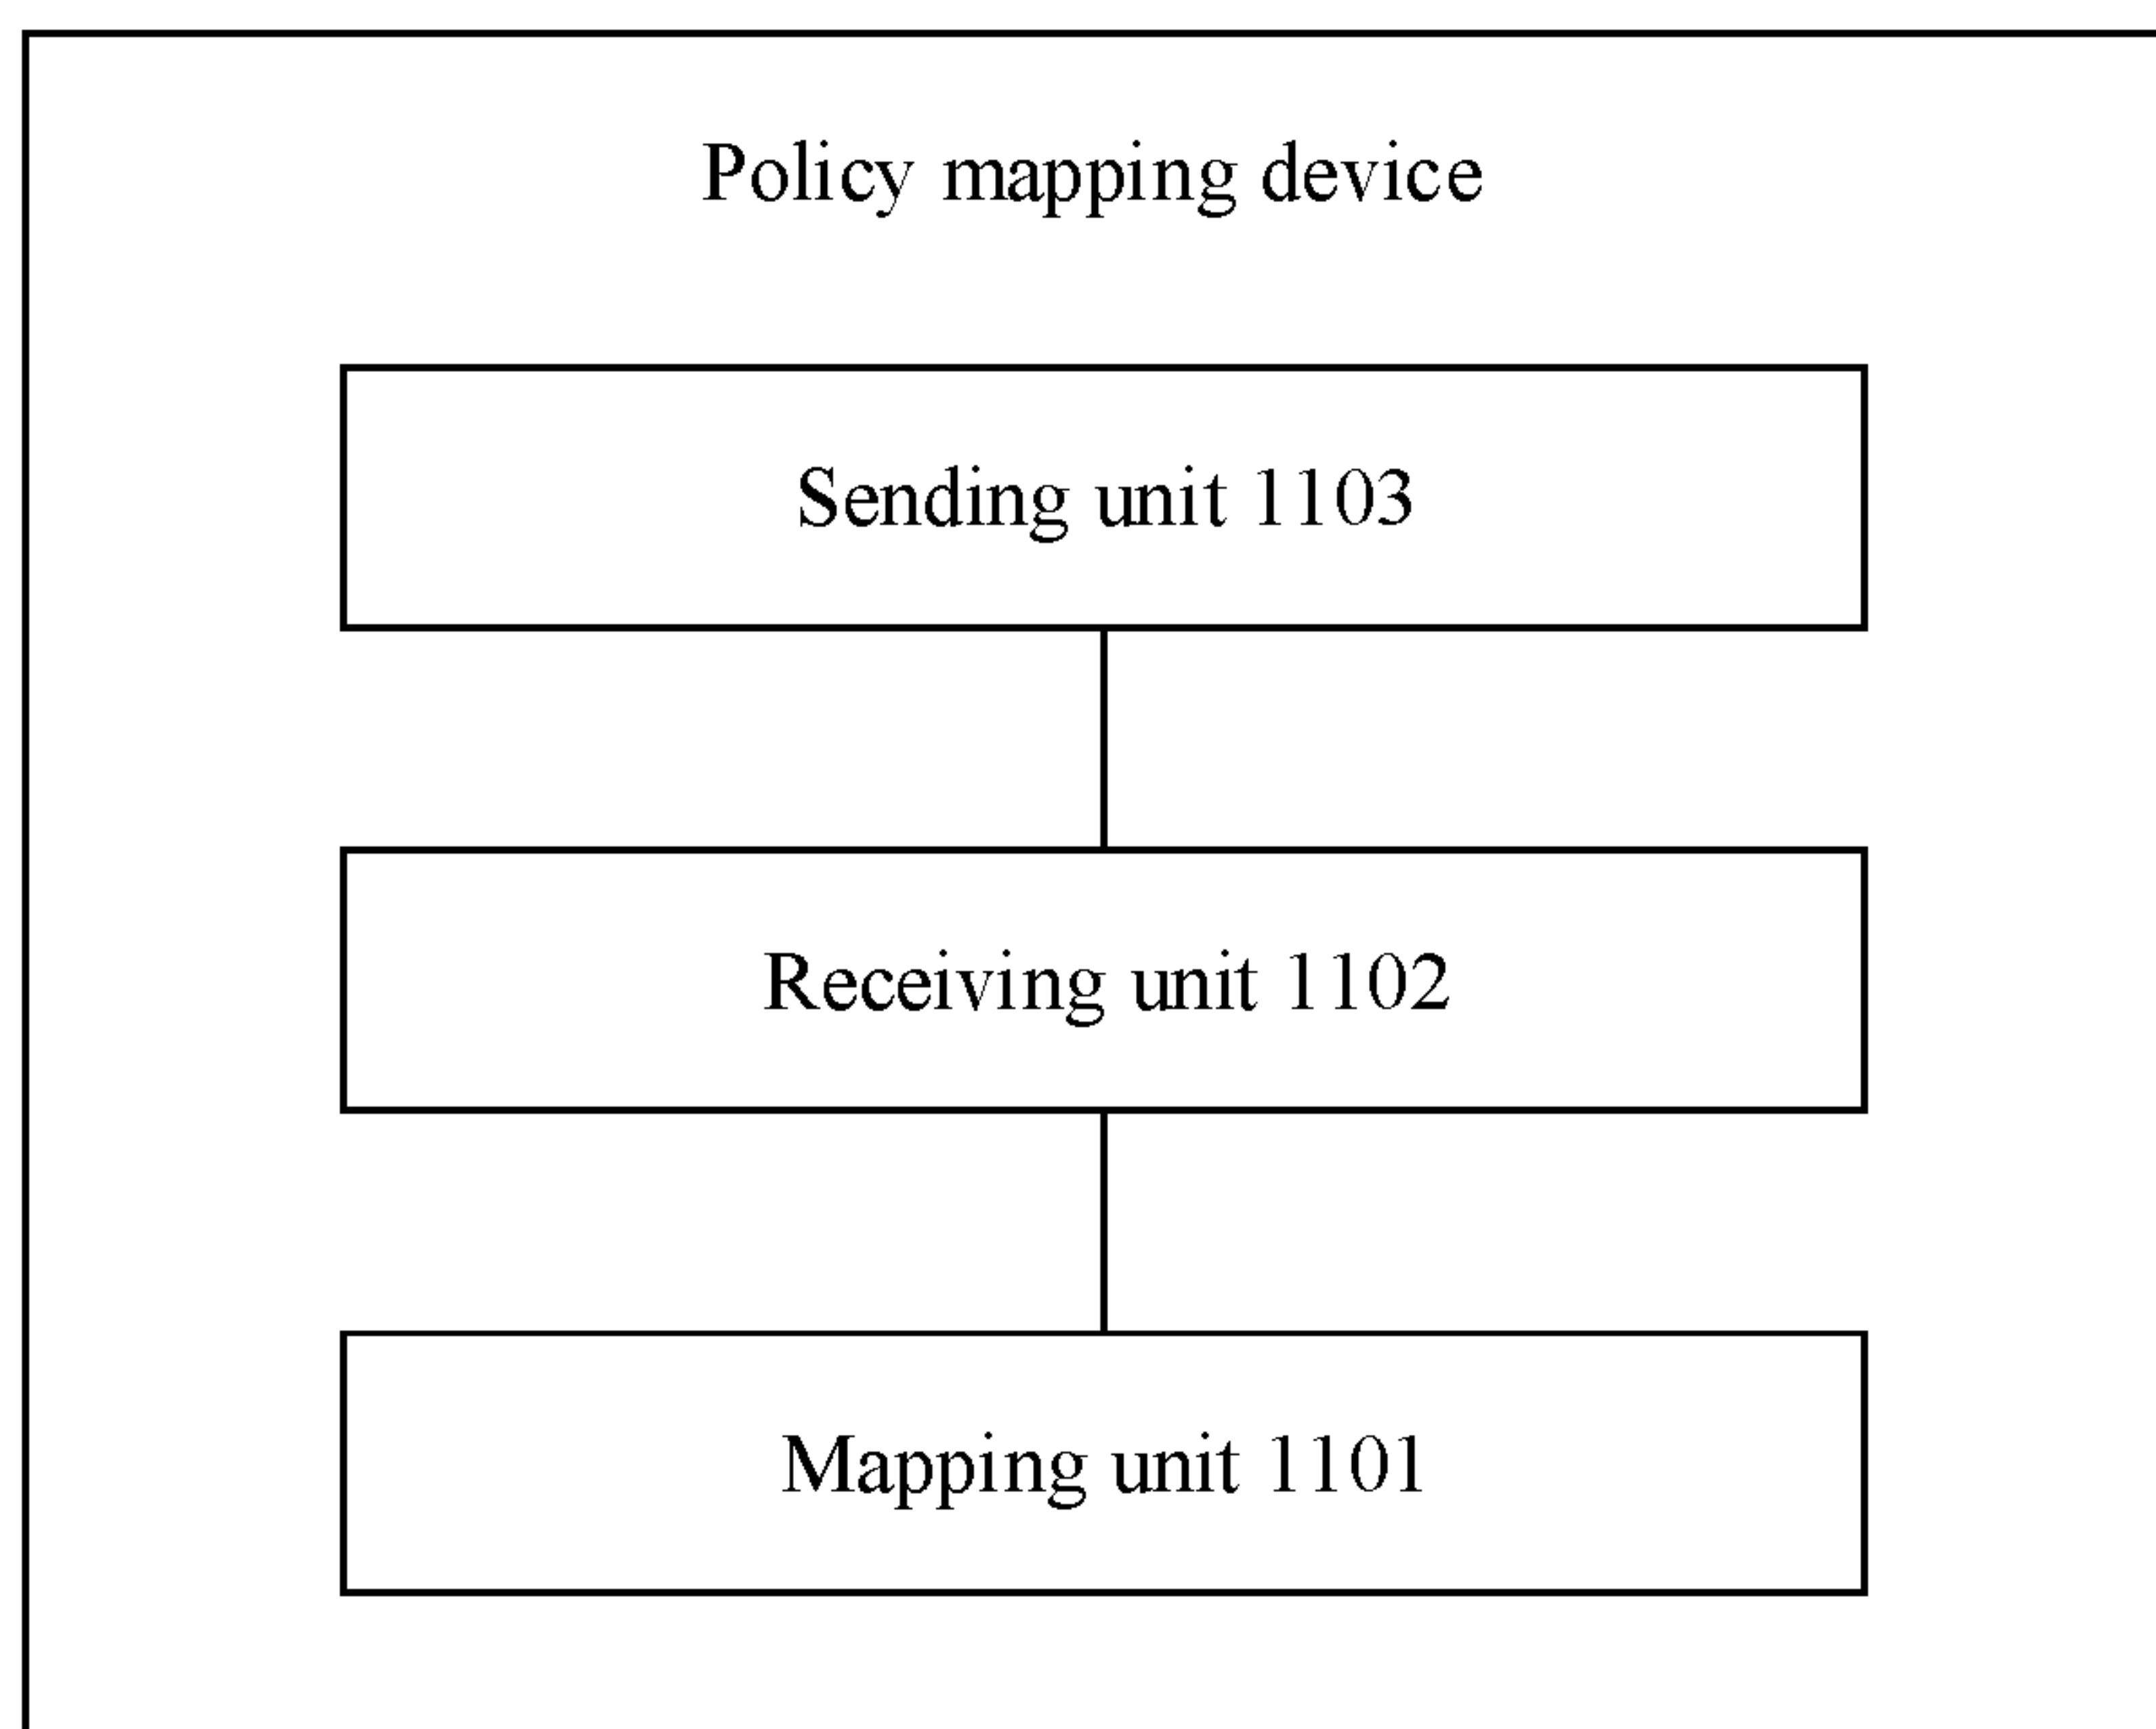 Policy mapping device
Sending unit 1103
Receiving unit 1102
Mapping unit 1101